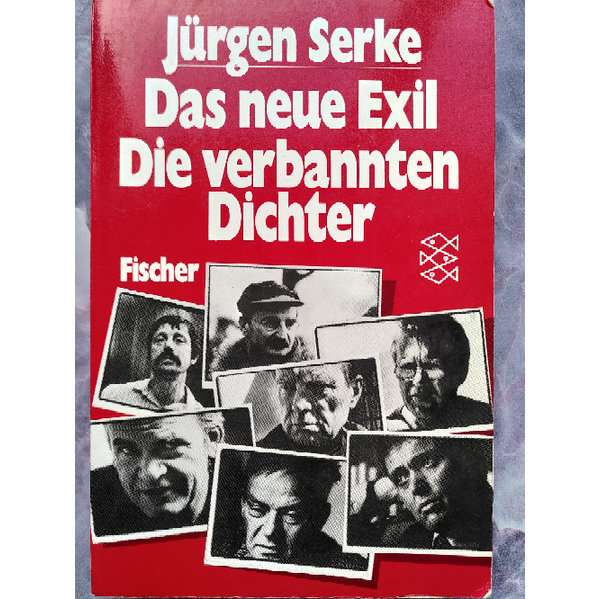 Jürgen Serke
Das neue Exil
Die verbannten
Dichter
Fischer